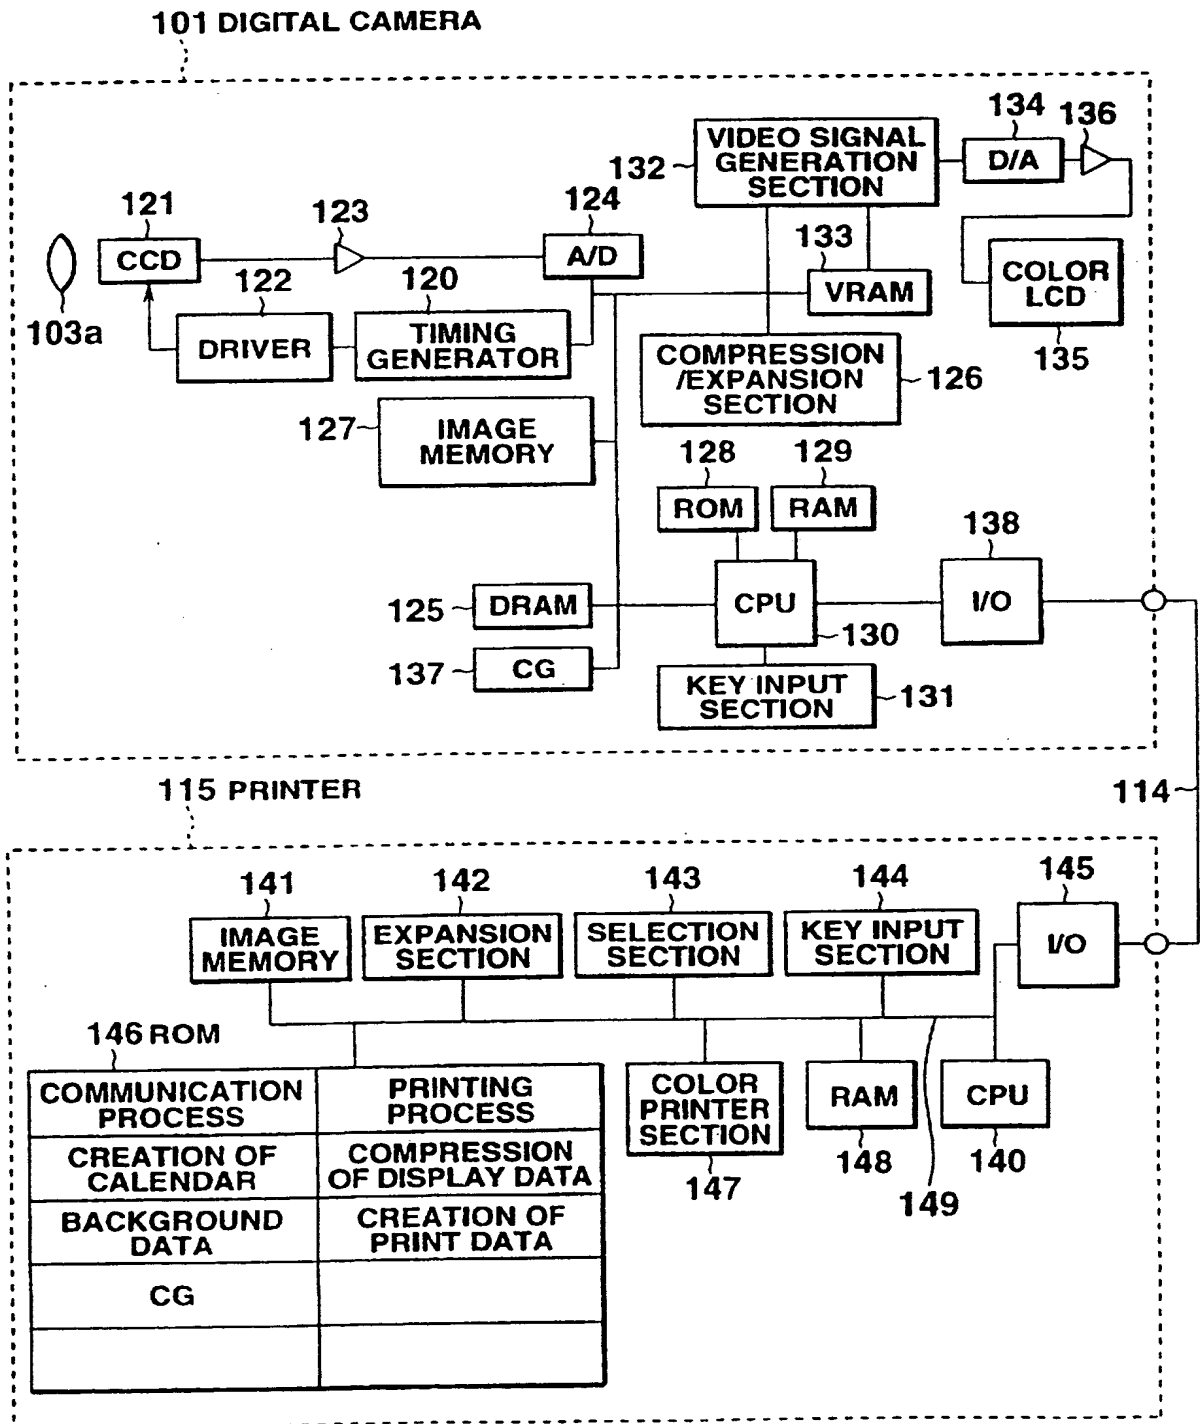 101 DIGITAL CAMERA
134 136
VIDEO SIGNAL
GENERATION
SECTION
132
D/A
121
123
124
CCD
A/D
133
VRAM
COLOR
LCD
135
103a
122
120
DRIVER
TIMING
GENERATOR
COMPRESSION
/EXPANSION
SECTION
126
127
IMAGE
MEMORY
128
129
ROM
RAM
138
125
DRAM
CPU
130
I/O
137
CG
KEY INPUT
SECTION
131
115 PRINTER
114
141
142
143
144
145
IMAGE
MEMORY
EXPANSION
SECTION
SELECTION
SECTION
KEY INPUT
SECTION
I/O
146 ROM
COMMUNICATION
PROCESS
PRINTING
PROCESS
CREATION OF
CALENDAR
COMPRESSION
OF DISPLAY DATA
BACKGROUND
DATA
CREATION OF
PRINT DATA
CG
COLOR
PRINTER
SECTION
147
RAM
148
CPU
140
149